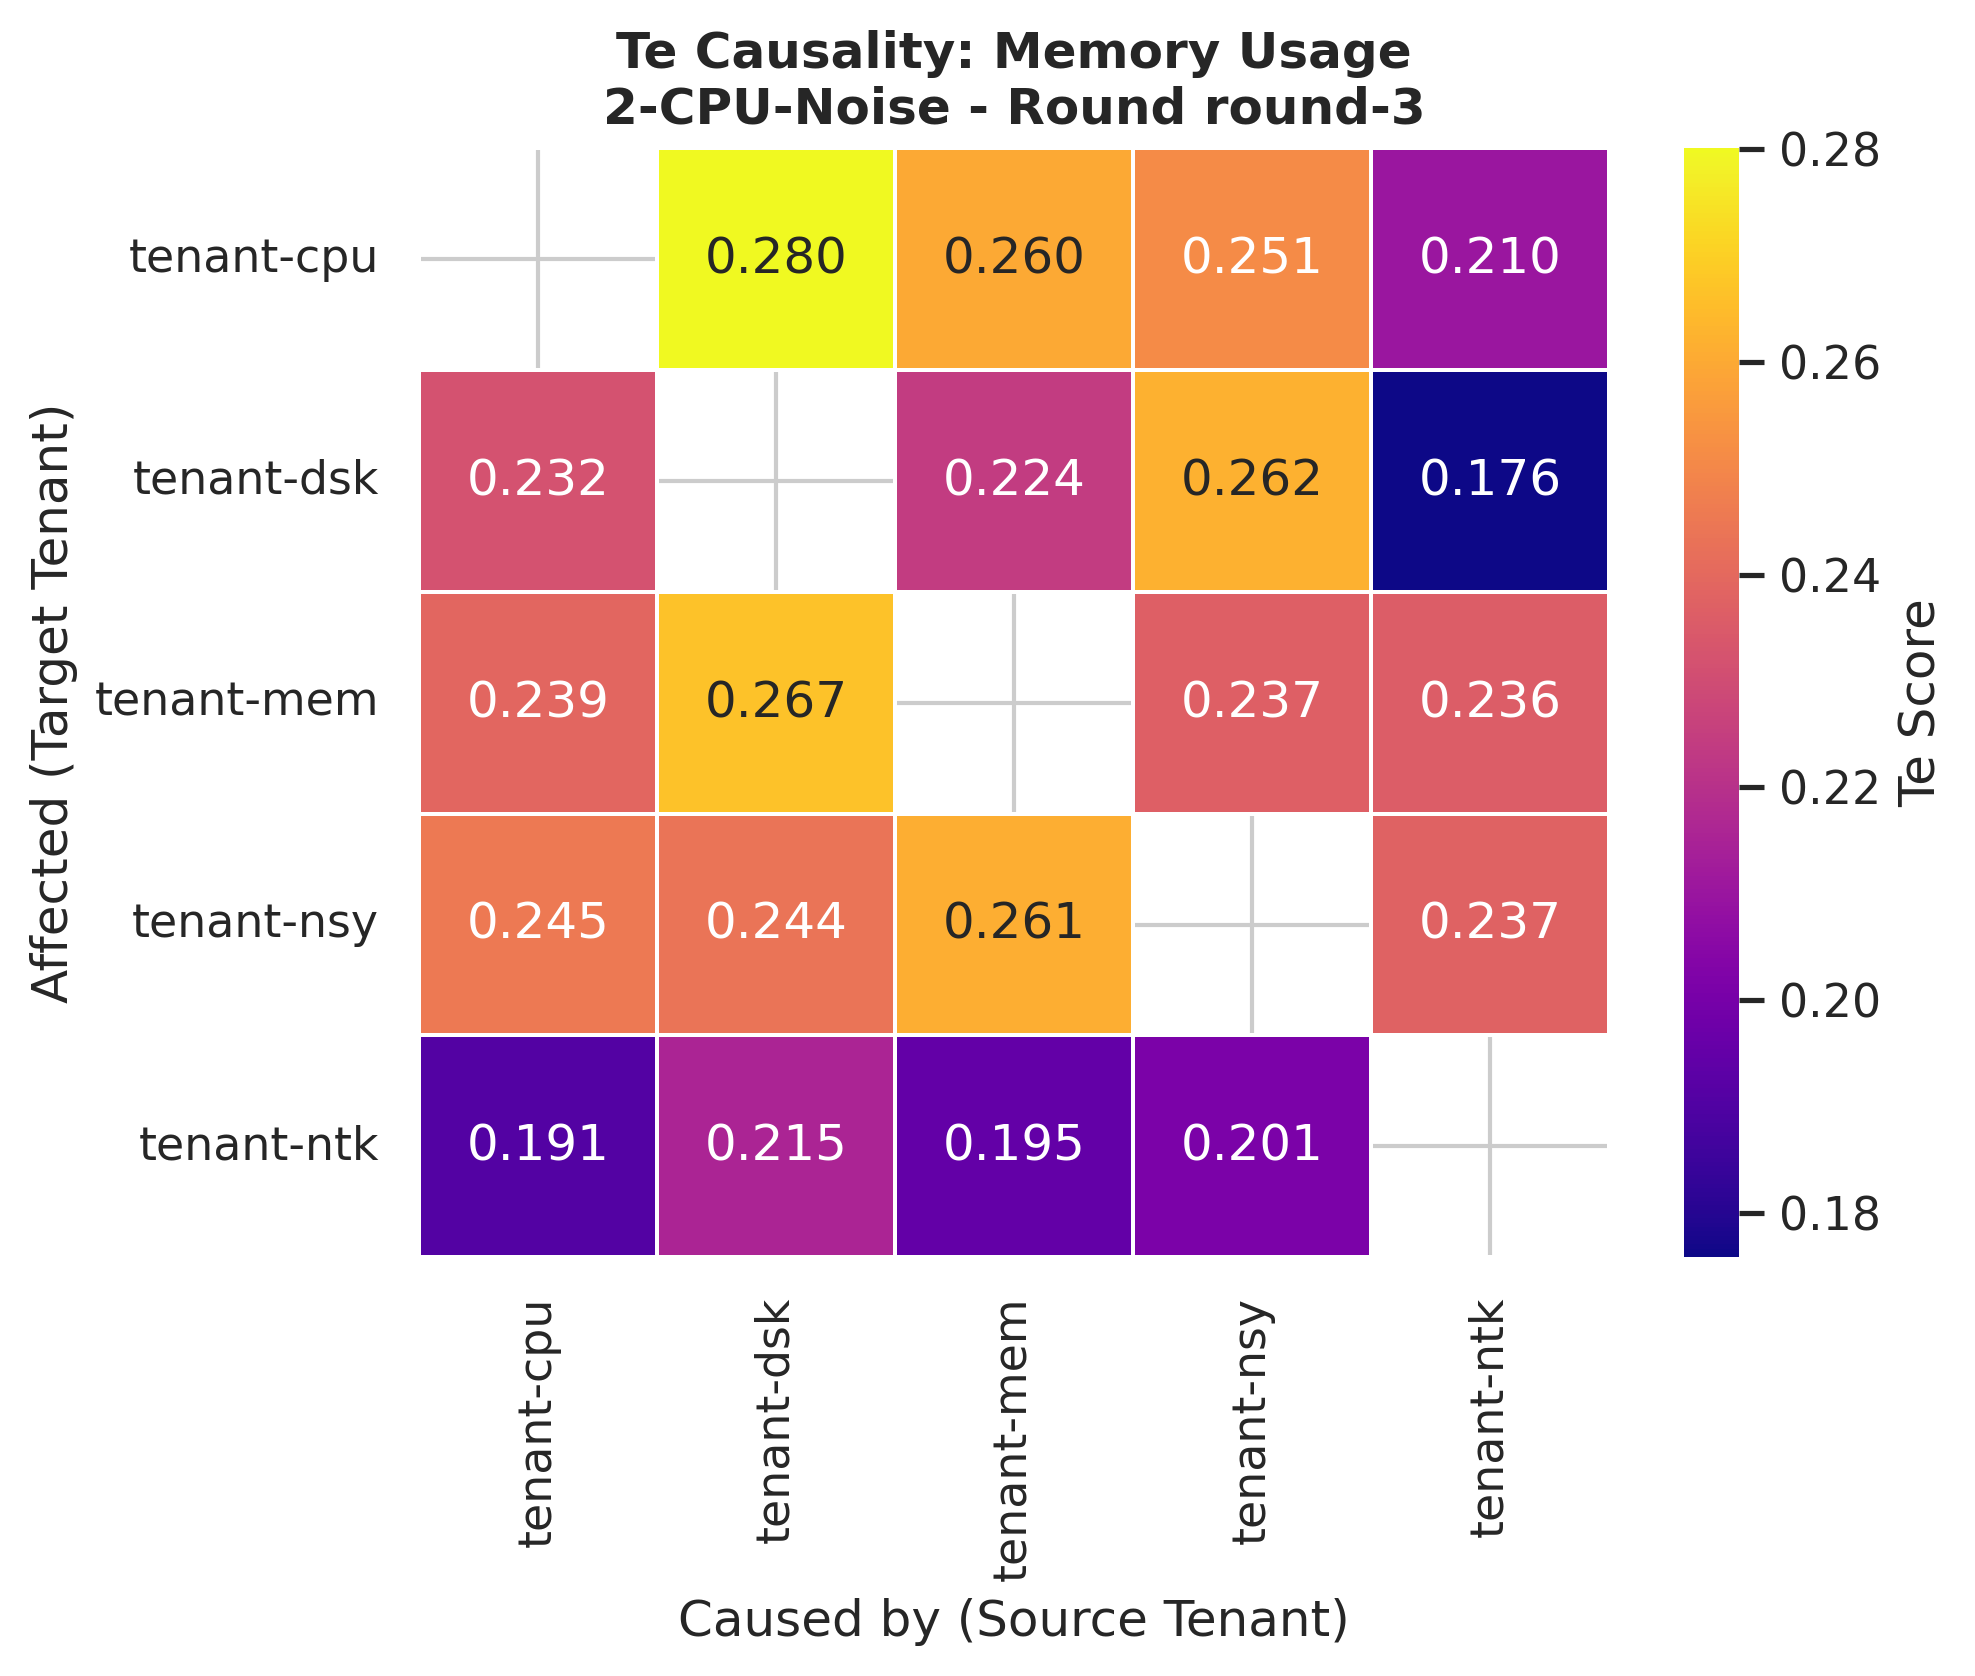 Te Causality: Memory Usage
2-CPU-Noise - Round round-3
Affected (Target Tenant)
tenant-cpu 0.280 0.260 0.251 0.210
tenant-dsk 0.232 0.224 0.262 0.176
tenant-mem 0.239 0.267 0.237 0.236
tenant-nsy 0.245 0.244 0.261 0.237
tenant-ntk 0.191 0.215 0.195 0.201
tenant-cpu tenant-dsk tenant-mem tenant-nsy tenant-ntk
Caused by (Source Tenant)
0.28
0.26
0.24
0.22
0.20
0.18
Te Score